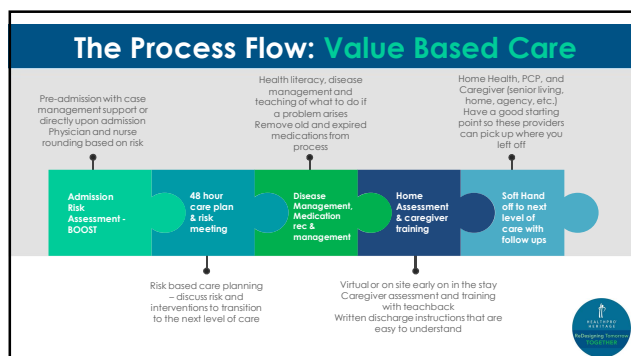 The Process Flow: Value Based Care
Pre-admission with case
management support or
directly upon admission
Physician and nurse
rounding based on risk
Health literacy, disease
management and
teaching of what to do if
a problem arises
Remove old and expired
medications from
process
Home Health, PCP, and
Caregiver (senior living,
home, agency, etc.)
Have a good starting
point so these providers
can pick up where you
left off
Admission
Risk
Assessment -
BOOST
48 hour
care plan
& risk
meeting
Disease
Management,
Medication
rec &
management
Home
Assessment
& caregiver
training
Soft Hand
off to next
level of
care with
follow ups
Risk based care planning
– discuss risk and
interventions to transition
to the next level of care
Virtual or on site early on in the stay
Caregiver assessment and training
with teachback
Written discharge instructions that are
easy to understand
HEALTHPRO
HERITAGE
ReDesigning Tomorrow
TOGETHER